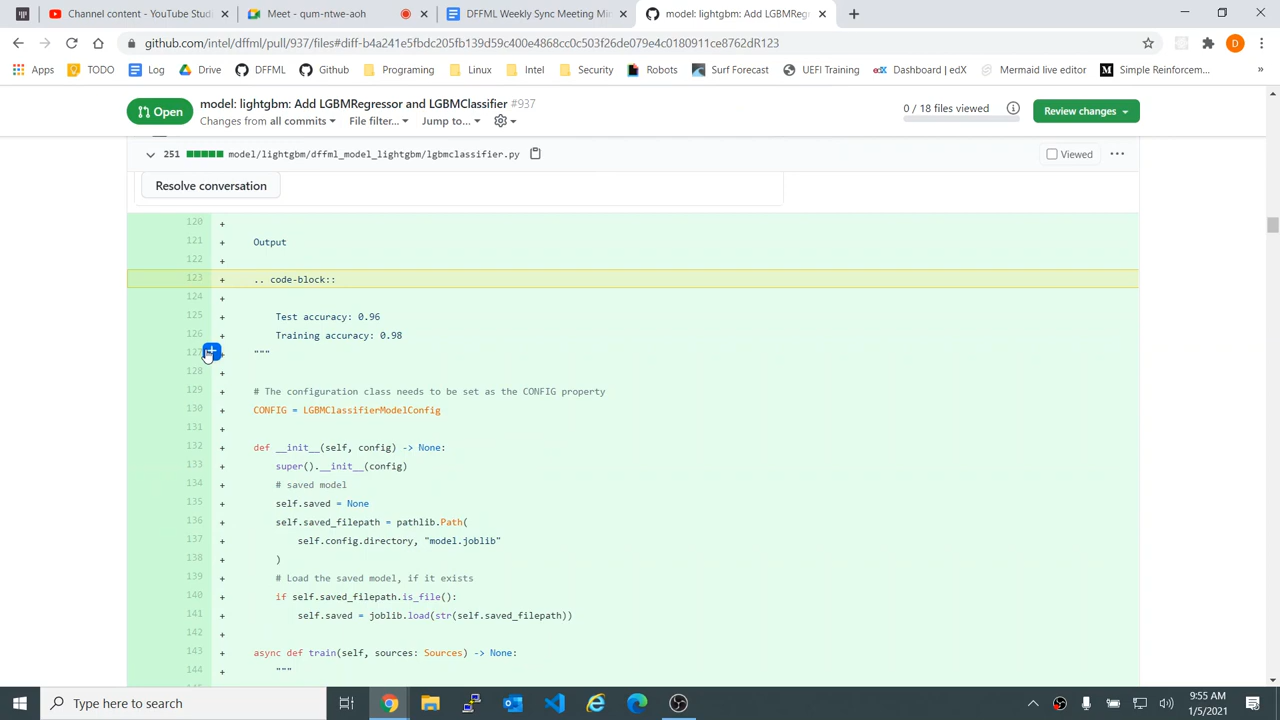 Channel content - YouTube Stud
Meet - qum-ntwe-aoh
DFFML Weekly Sync Meeting Min
model: lightgbm: Add LGBMRegr
github.com/intel/dffml/pull/937/files#diff-b4a241e5fbdc205fb139d59c400e4868cc0c503f26de079e4c0180911ce8762dR123
D
Apps
TODO
Log
Drive
DFFML
Github
Programing
Linux
Intel
Security
Robots
Surf Forecast
UEFI Training
edX
Dashboard | edX
Mermaid live editor
M
Simple Reinforcem...
»
Open
model: lightgbm: Add LGBMRegressor and LGBMClassifier #937
Changes from all commits
File filter...
Jump to...
0 / 18 files viewed
Review changes
251 model/lightgbm/dffml_model_lightgbm/lgbmclassifier.py
Viewed
Resolve conversation
120 +
121 + Output
122 +
123 + .. code-block::
124 +
125 + Test accuracy: 0.96
126 + Training accuracy: 0.98
127 + """
128 +
129 + # The configuration class needs to be set as the CONFIG property
130 + CONFIG = LGBMClassifierModelConfig
131 +
132 + def __init__(self, config) -> None:
133 + super().__init__(config)
134 + # saved model
135 + self.saved = None
136 + self.saved_filepath = pathlib.Path(
137 + self.config.directory, "model.joblib"
138 + )
139 + # Load the saved model, if it exists
140 + if self.saved_filepath.is_file():
141 + self.saved = joblib.load(str(self.saved_filepath))
142 +
143 + async def train(self, sources: Sources) -> None:
144 + """
Type here to search
9:55 AM
1/5/2021